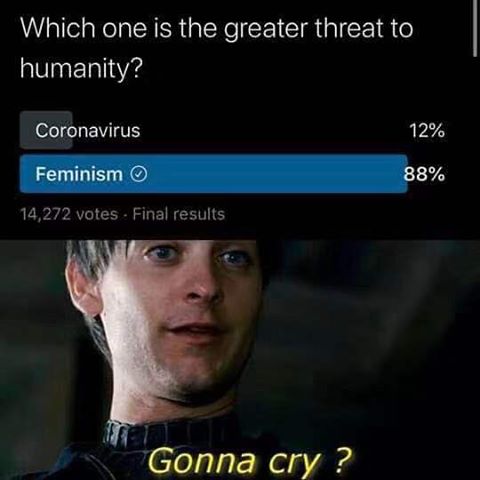 Which one is the greater threat to
humanity?
Coronavirus 12%
Feminism 88%
14,272 votes · Final results
Gonna cry ?